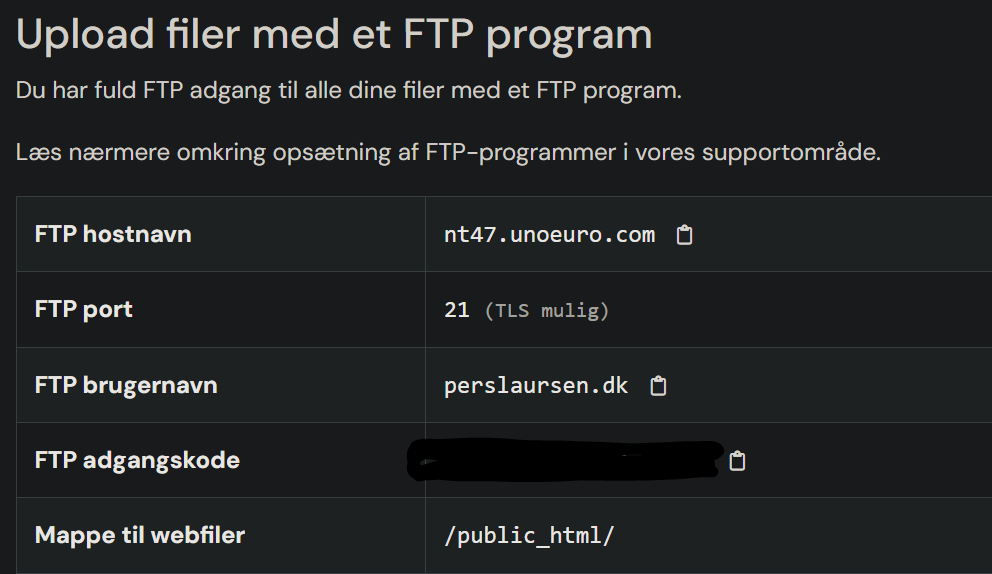 Upload filer med et FTP program
Du har fuld FTP adgang til alle dine filer med et FTP program.
Læs nærmere omkring opsætning af FTP-programmer i vores supportområde.
FTP hostnavn nt47.unoeuro.com
FTP port 21 (TLS mulig)
FTP brugernavn perslaursen.dk
FTP adgangskode
Mappe til webfiler /public_html/